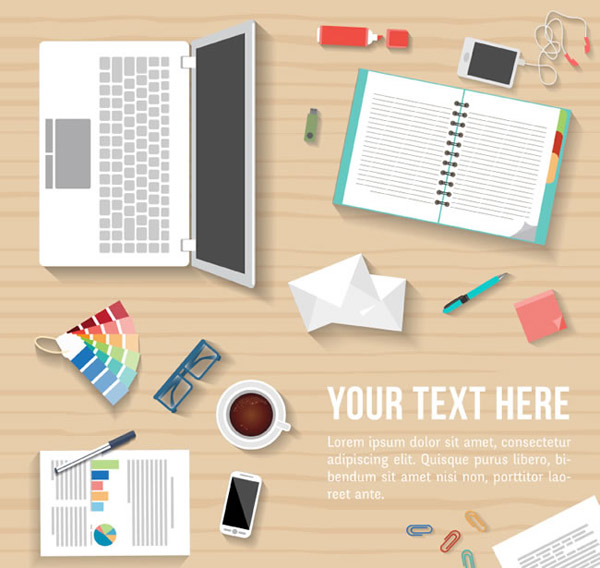 YOUR TEXT HERE
Lorem ipsum dolor sit amet, consectetur
adipiscing elit. Quisque purus libero, bi-
bendum sit amet nisi non, porttitor lao-
reet ante.